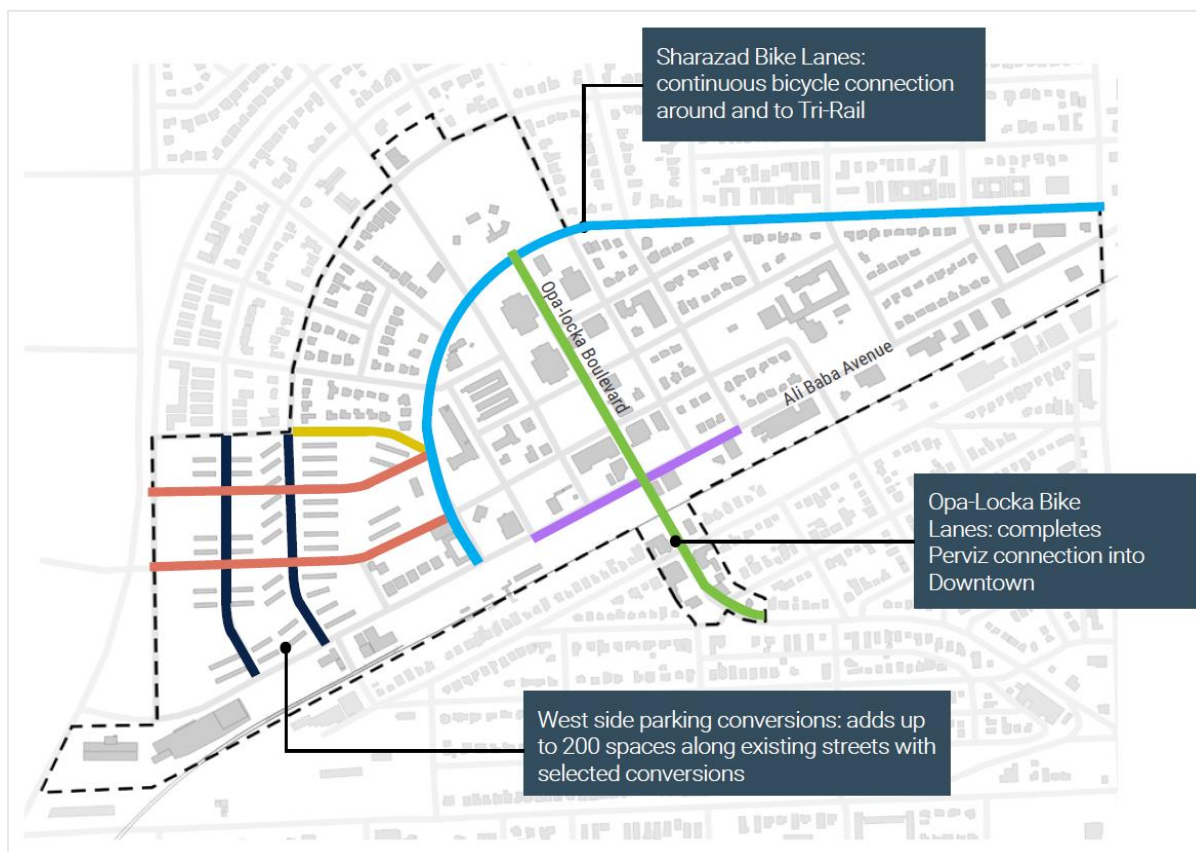 Sharazad Bike Lanes:
continuous bicycle connection
around and to Tri-Rail
Opa-locka Boulevard
Ali Baba Avenue
Opa-Locka Bike
Lanes: completes
Perviz connection into
Downtown
West side parking conversions: adds up
to 200 spaces along existing streets with
selected conversions